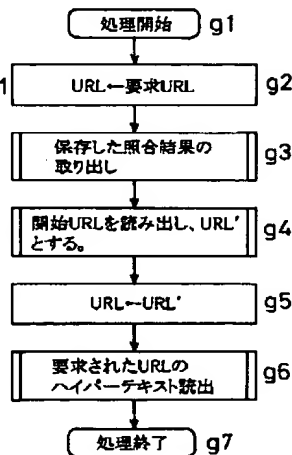 処理開始 g1
1 URL←要求URL g2
保存した照合結果の
取り出し g3
開始URLを読み出し、URL'
とする。 g4
URL←URL' g5
要求されたURLの
ハイパーテキスト読出 g6
処理終了 g7